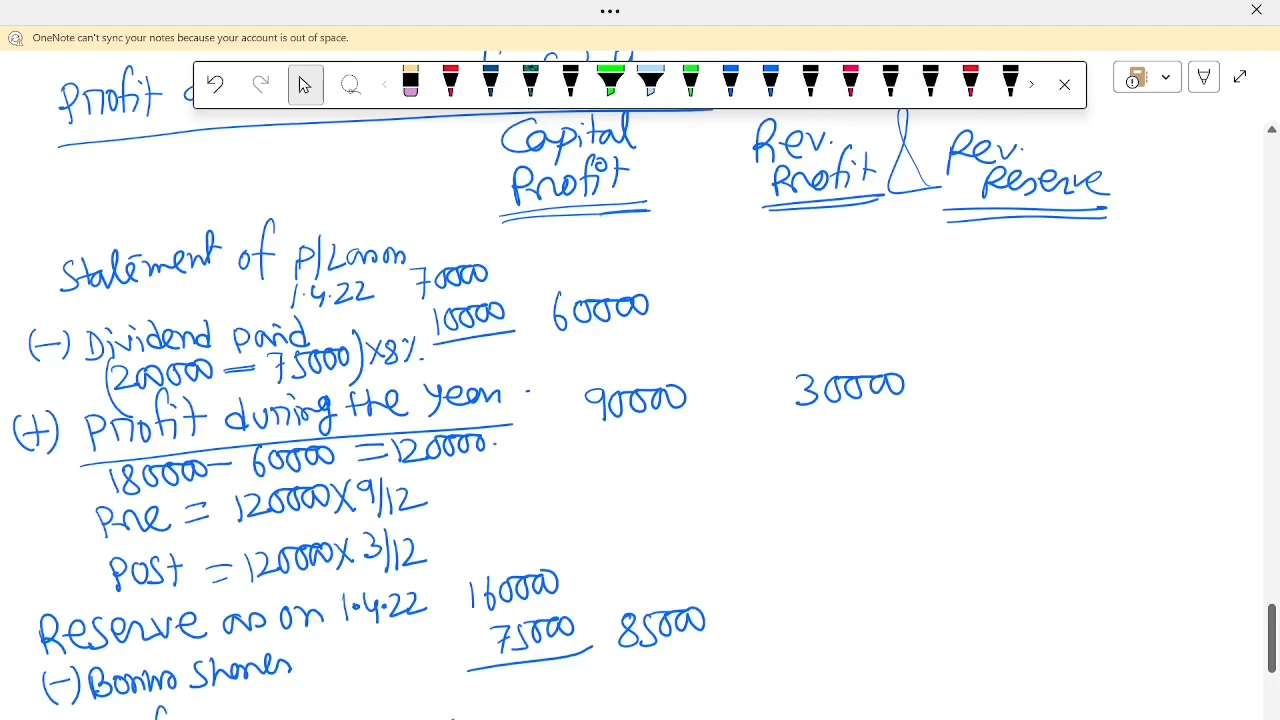 OneNote can't sync your notes because your account is out of space.
Profit
Capital Profit
Rev. Profit
Rev. Reserve
Statement of P/L as on 1.4.22 70000
(-) Dividend paid 10000 60000
(200000 - 75000) x 8%.
(+) Profit during the year 90000 30000
180000 - 60000 = 120000.
Pre = 120000 x 9/12
Post = 120000 x 3/12
Reserve as on 1.4.22 160000
(-) Bonus Shares 75000 85000